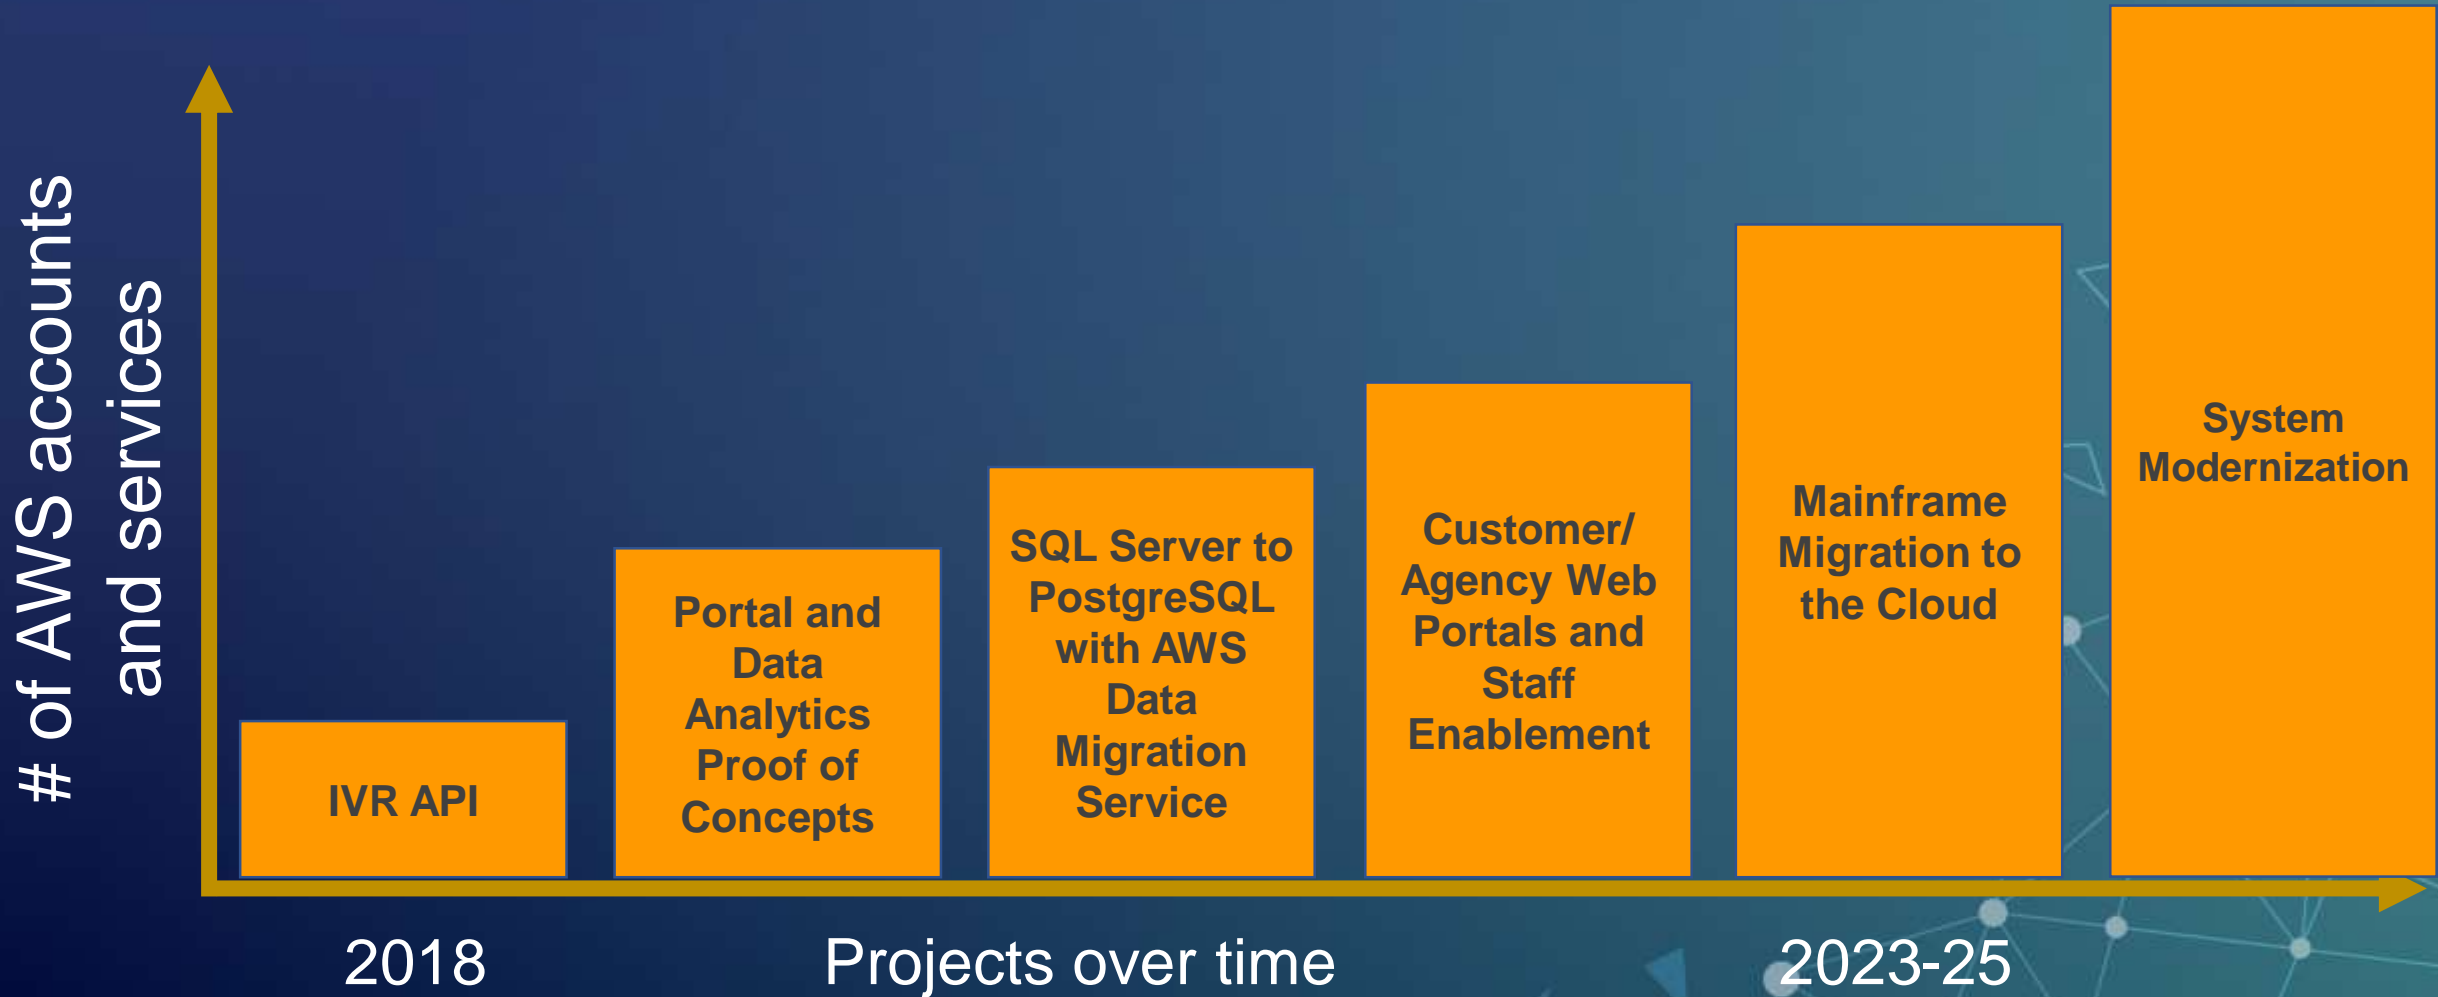 # of AWS accounts
and services
IVR API
Portal and
Data
Analytics
Proof of
Concepts
SQL Server to
PostgreSQL
with AWS
Data
Migration
Service
Customer/
Agency Web
Portals and
Staff
Enablement
Mainframe
Migration to
the Cloud
System
Modernization
2018
Projects over time
2023-25